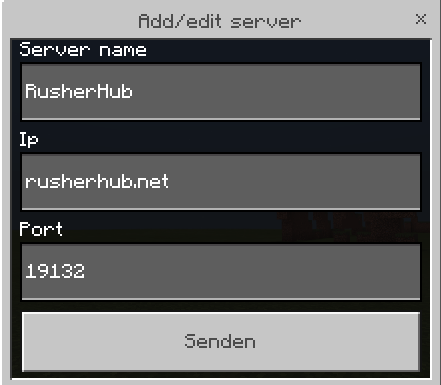 Add/edit server
Server name
RusherHub
Ip
rusherhub.net
Port
19132
Senden